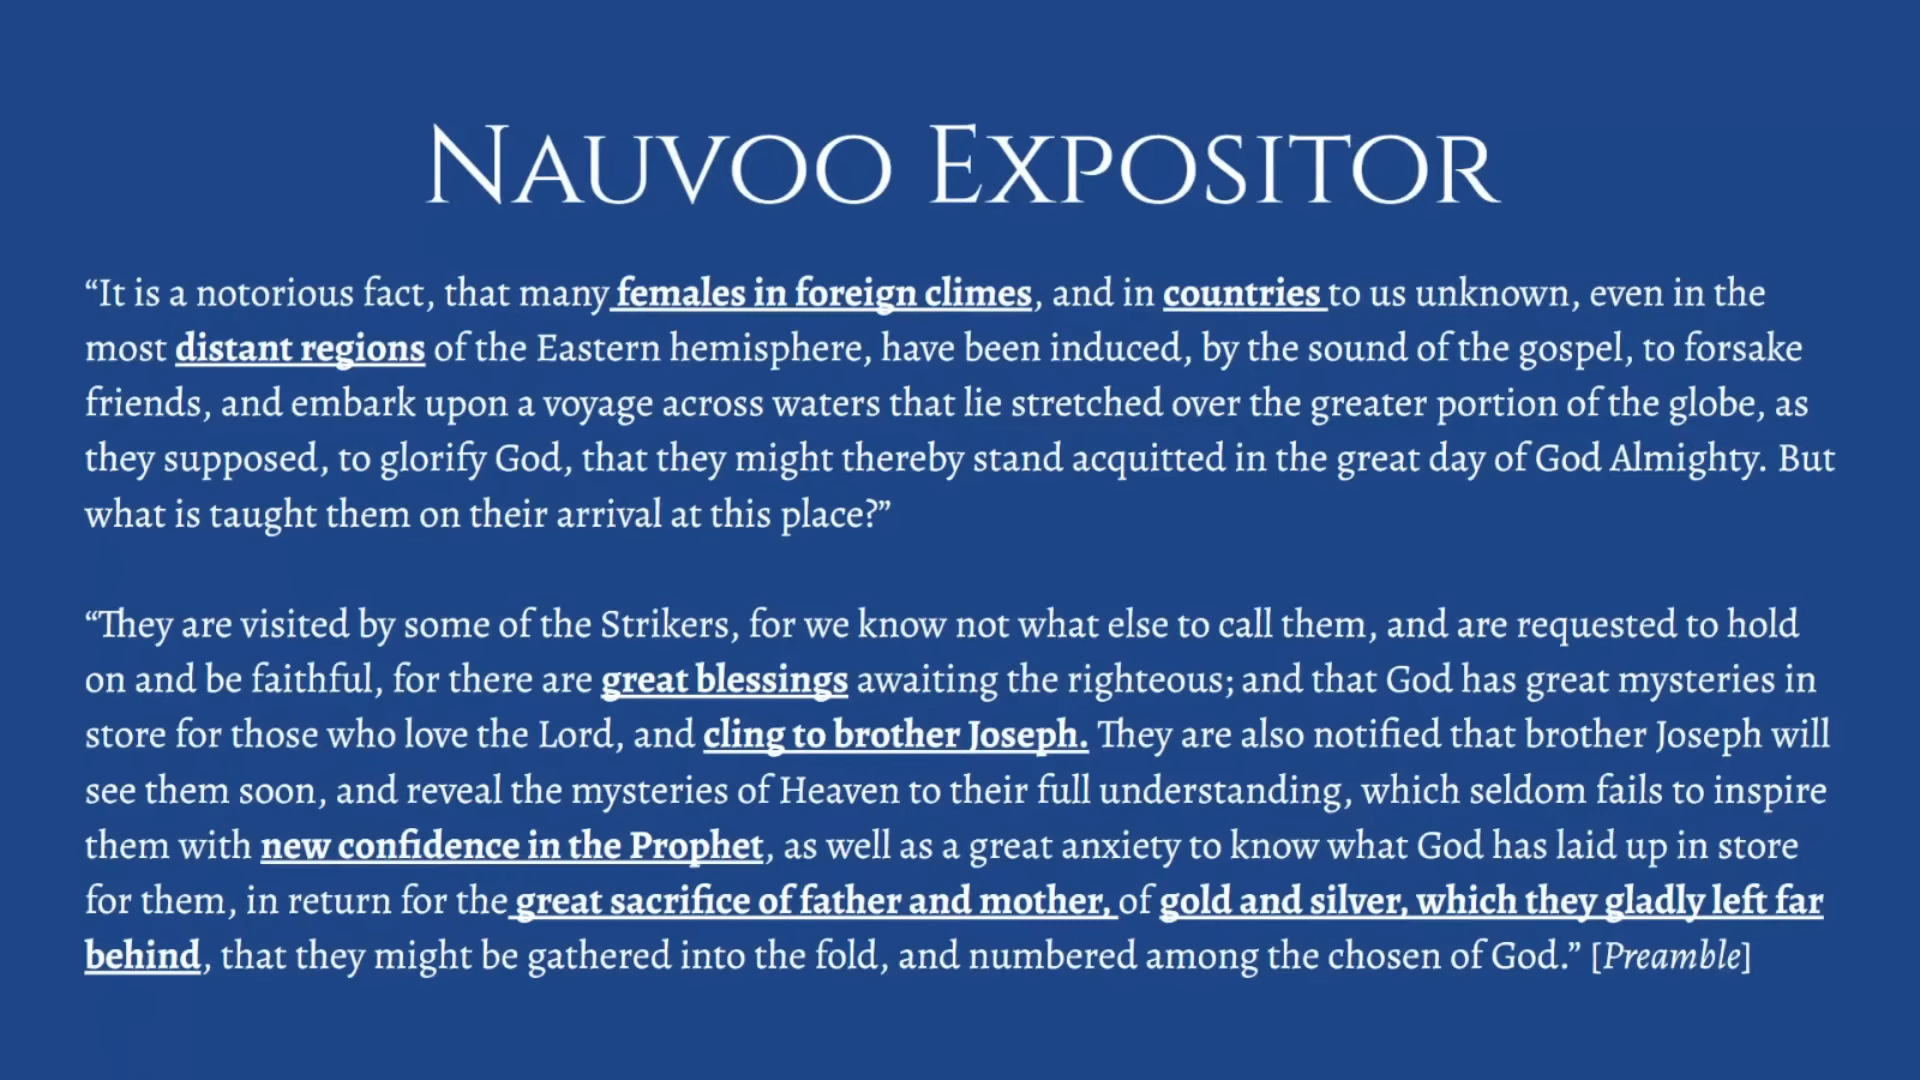 Nauvoo Expositor
“It is a notorious fact, that many females in foreign climes, and in countries to us unknown, even in the
most distant regions of the Eastern hemisphere, have been induced, by the sound of the gospel, to forsake
friends, and embark upon a voyage across waters that lie stretched over the greater portion of the globe, as
they supposed, to glorify God, that they might thereby stand acquitted in the great day of God Almighty. But
what is taught them on their arrival at this place?”
“They are visited by some of the Strikers, for we know not what else to call them, and are requested to hold
on and be faithful, for there are great blessings awaiting the righteous; and that God has great mysteries in
store for those who love the Lord, and cling to brother Joseph. They are also notified that brother Joseph will
see them soon, and reveal the mysteries of Heaven to their full understanding, which seldom fails to inspire
them with new confidence in the Prophet, as well as a great anxiety to know what God has laid up in store
for them, in return for the great sacrifice of father and mother, of gold and silver, which they gladly left far
behind, that they might be gathered into the fold, and numbered among the chosen of God.” [Preamble]